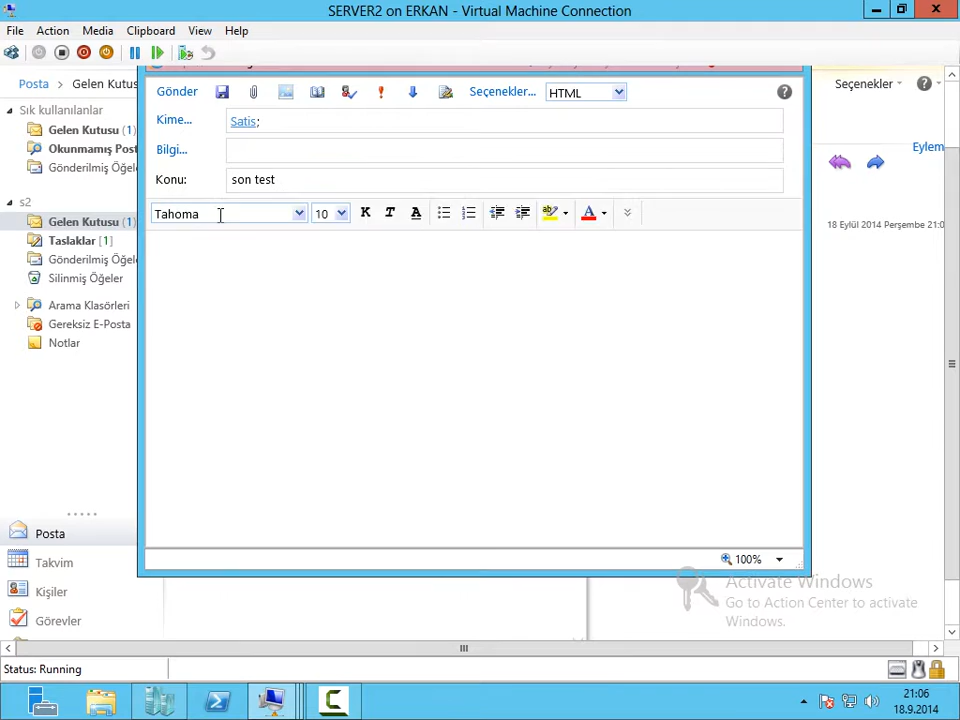 SERVER2 on ERKAN - Virtual Machine Connection
File Action Media Clipboard View Help
Posta > Gelen Kutus
Seçenekler
Gönder Seçenekler... HTML
Sık kullanılanlar
Gelen Kutusu (1)
Okunmamış Post
Gönderilmiş Öğele
Kime... Satis;
Bilgi...
Eylem
Konu: son test
s2
Tahoma 10 K T A
Gelen Kutusu (1)
18 Eylül 2014 Perşembe 21:0
Taslaklar [1]
Gönderilmiş Öğele
Silinmiş Öğeler
Arama Klasörleri
Gereksiz E-Posta
Notlar
Posta
100%
Takvim
Activate Windows
Kişiler
Go to Action Center to activate
Windows.
Görevler
Status: Running
21:06
18.9.2014